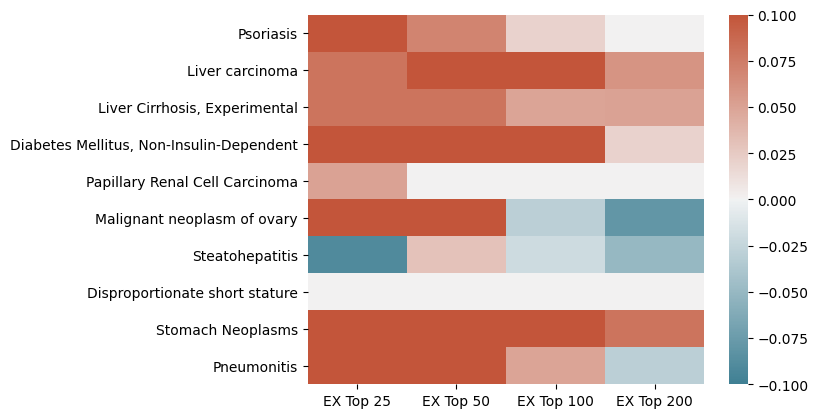 Psoriasis
Liver carcinoma
Liver Cirrhosis, Experimental
Diabetes Mellitus, Non-Insulin-Dependent
Papillary Renal Cell Carcinoma
Malignant neoplasm of ovary
Steatohepatitis
Disproportionate short stature
Stomach Neoplasms
Pneumonitis
EX Top 25 EX Top 50 EX Top 100 EX Top 200
0.100
0.075
0.050
0.025
0.000
−0.025
−0.050
−0.075
−0.100